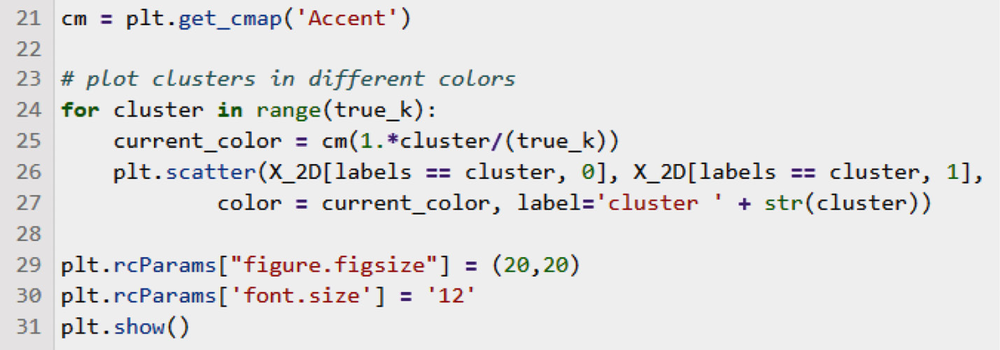 21 cm = plt.get_cmap('Accent')
22
23 # plot clusters in different colors
24 for cluster in range(true_k):
25     current_color = cm(1.*cluster/(true_k))
26     plt.scatter(X_2D[labels == cluster, 0], X_2D[labels == cluster, 1],
27             color = current_color, label='cluster ' + str(cluster))
28
29 plt.rcParams["figure.figsize"] = (20,20)
30 plt.rcParams['font.size'] = '12'
31 plt.show()